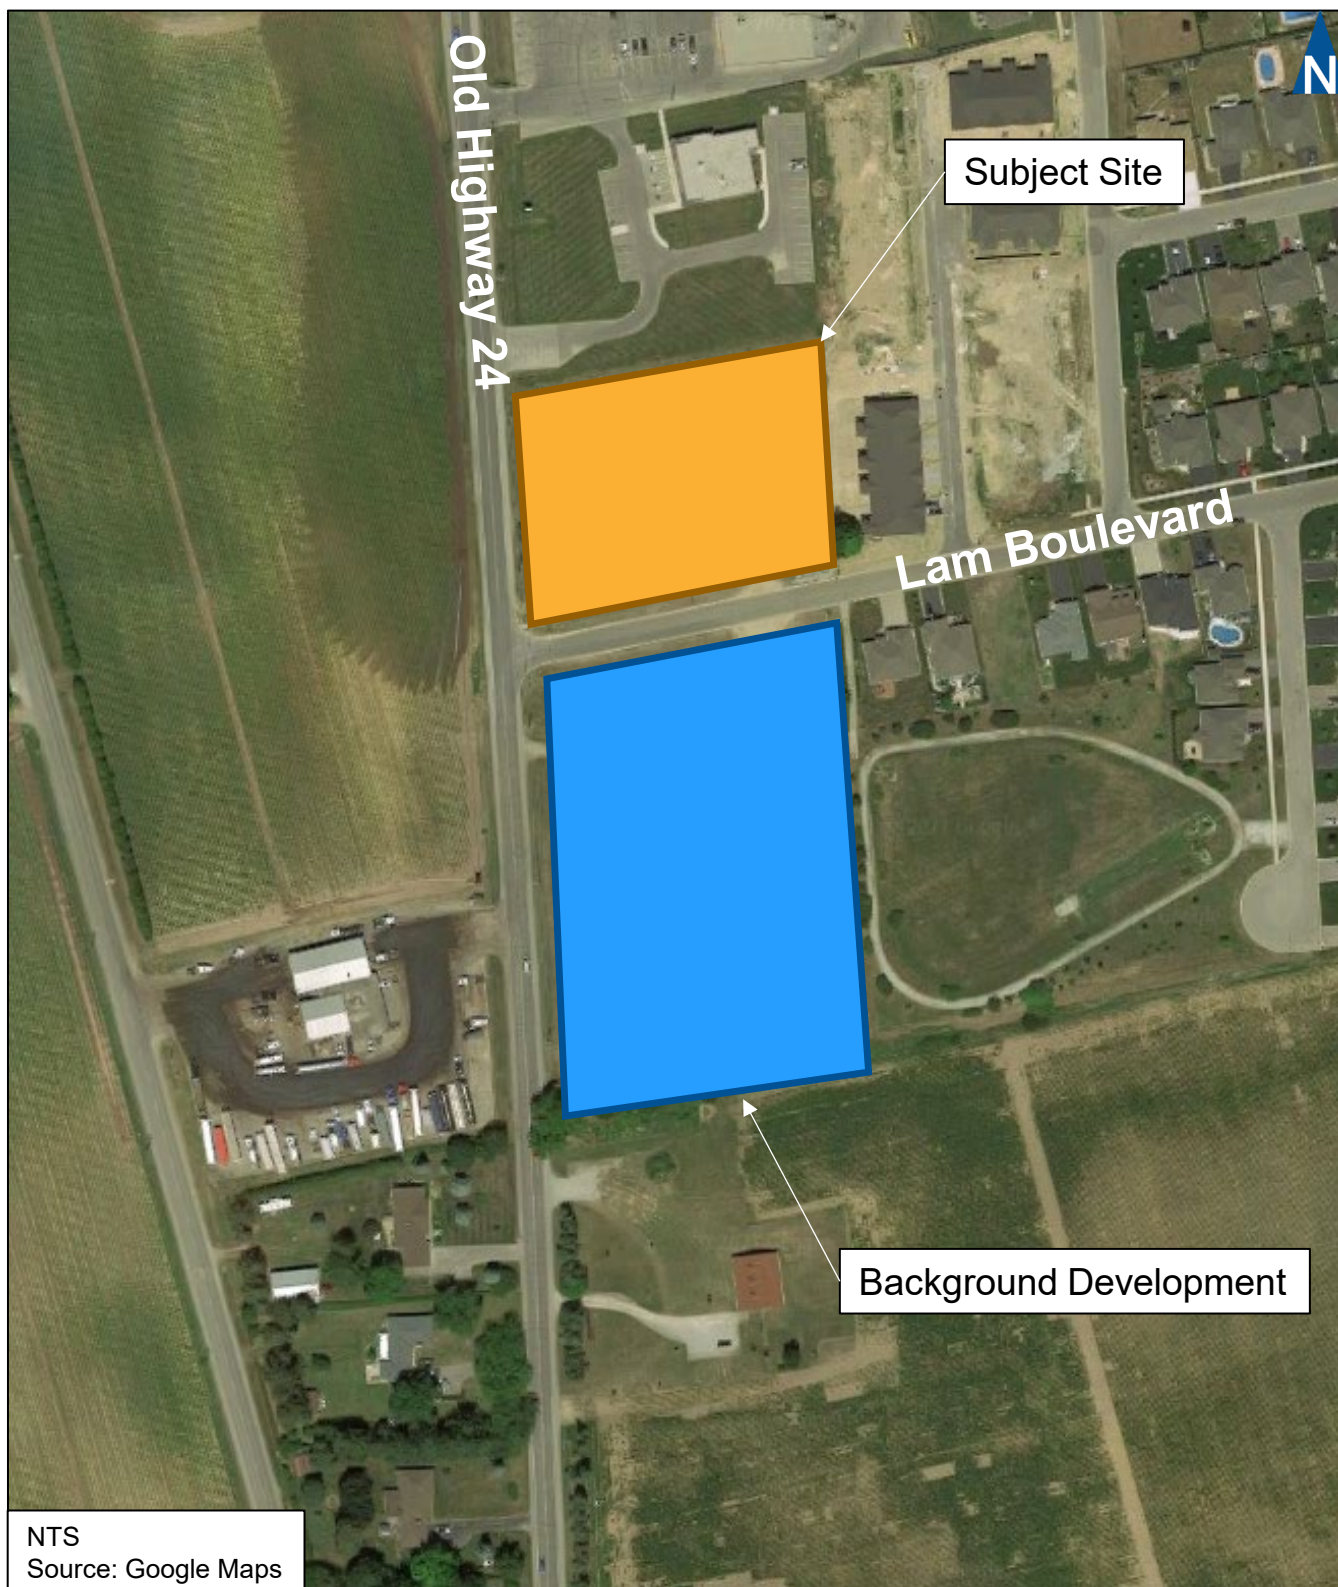 N
Old Highway 24
Subject Site
Lam Boulevard
Background Development
NTS
Source: Google Maps